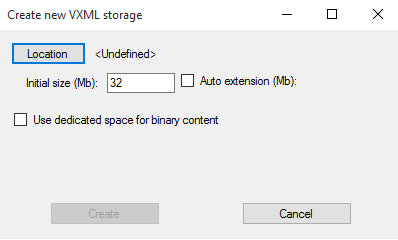 Create new VXML storage
Location <Undefined>
Initial size (Mb): 32 Auto extension (Mb):
Use dedicated space for binary content
Create Cancel